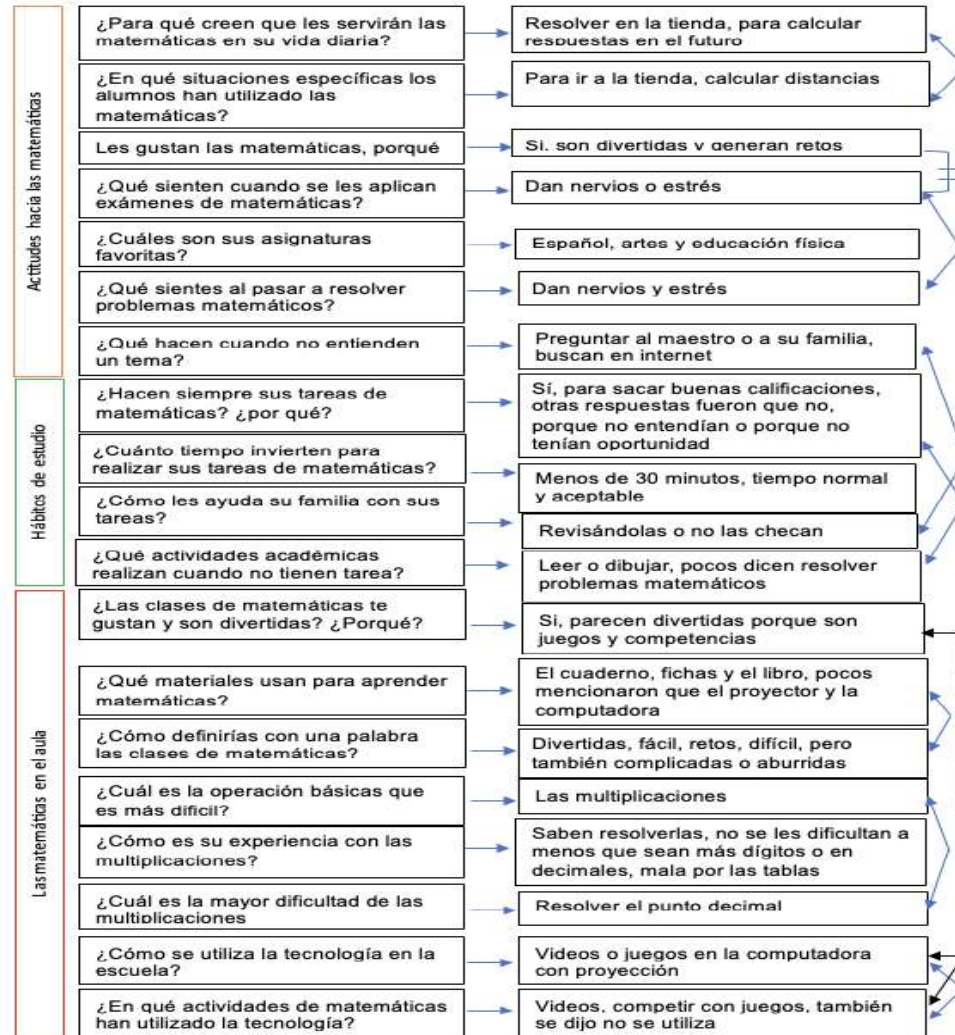 Actitudes hacia las matemáticas
¿Para qué creen que les servirán las
matemáticas en su vida diaria?
Resolver en la tienda, para calcular
respuestas en el futuro
¿En qué situaciones específicas los
alumnos han utilizado las
matemáticas?
Para ir a la tienda, calcular distancias
Les gustan las matemáticas, porqué
Si, son divertidas y generan retos
¿Qué sienten cuando se les aplican
exámenes de matemáticas?
Dan nervios o estrés
¿Cuáles son sus asignaturas
favoritas?
Español, artes y educación física
¿Qué sientes al pasar a resolver
problemas matemáticos?
Dan nervios y estrés
¿Qué hacen cuando no entienden
un tema?
Preguntar al maestro o a su familia,
buscan en internet
Hábitos de estudio
¿Hacen siempre sus tareas de
matemáticas? ¿por qué?
Sí, para sacar buenas calificaciones,
otras respuestas fueron que no,
porque no entendían o porque no
tenían oportunidad
¿Cuánto tiempo invierten para
realizar sus tareas de matemáticas?
Menos de 30 minutos, tiempo normal
y aceptable
¿Cómo les ayuda su familia con sus
tareas?
Revisándolas o no las checan
¿Qué actividades académicas
realizan cuando no tienen tarea?
Leer o dibujar, pocos dicen resolver
problemas matemáticos
Las matemáticas en el aula
¿Las clases de matemáticas te
gustan y son divertidas? ¿Porqué?
Si, parecen divertidas porque son
juegos y competencias
¿Qué materiales usan para aprender
matemáticas?
El cuaderno, fichas y el libro, pocos
mencionaron que el proyector y la
computadora
¿Cómo definirías con una palabra
las clases de matemáticas?
Divertidas, fácil, retos, difícil, pero
también complicadas o aburridas
¿Cuál es la operación básicas que
es más dificil?
Las multiplicaciones
¿Cómo es su experiencia con las
multiplicaciones?
Saben resolverlas, no se les dificultan a
menos que sean más dígitos o en
decimales, mala por las tablas
¿Cuál es la mayor dificultad de las
multiplicaciones
Resolver el punto decimal
¿Cómo se utiliza la tecnología en la
escuela?
Videos o juegos en la computadora
con proyección
¿En qué actividades de matemáticas
han utilizado la tecnología?
Videos, competir con juegos, también
se dijo no se utiliza